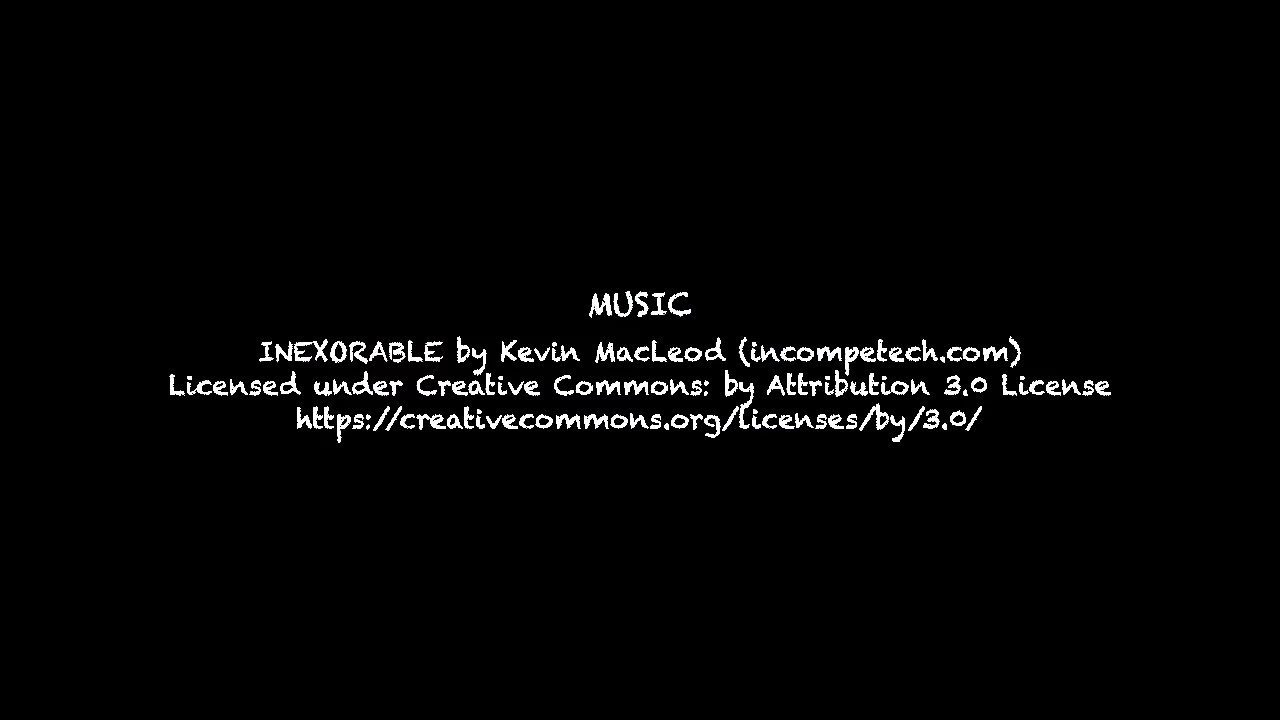 MUSIC
INEXORABLE by Kevin MacLeod (incompetech.com)
Licensed under Creative Commons: by Attribution 3.0 License
https://creativecommons.org/licenses/by/3.0/